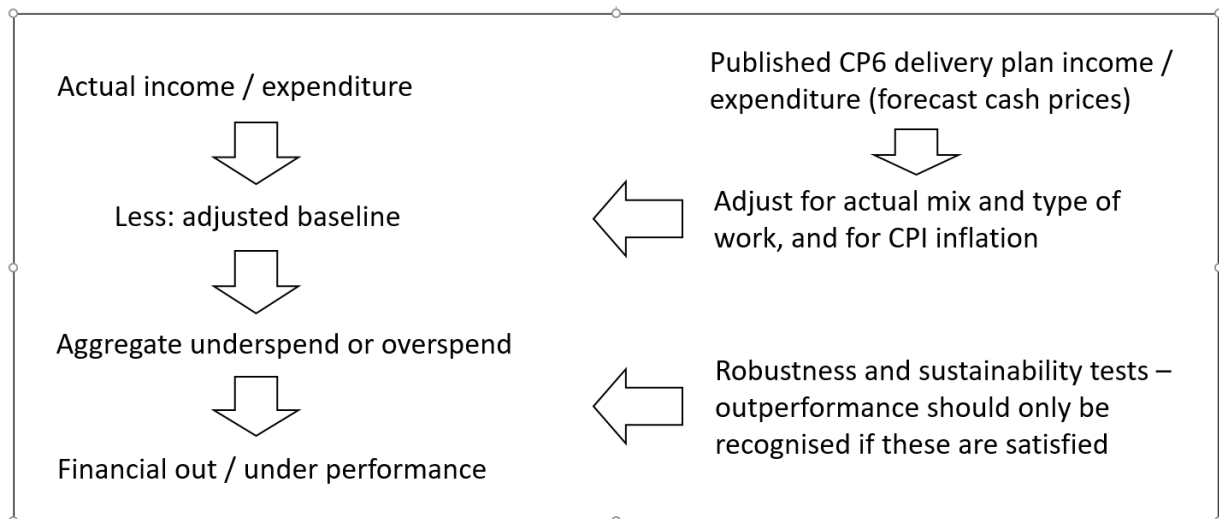 Actual income / expenditure
Less: adjusted baseline
Aggregate underspend or overspend
Financial out / under performance
Published CP6 delivery plan income /
expenditure (forecast cash prices)
Adjust for actual mix and type of
work, and for CPI inflation
Robustness and sustainability tests –
outperformance should only be
recognised if these are satisfied